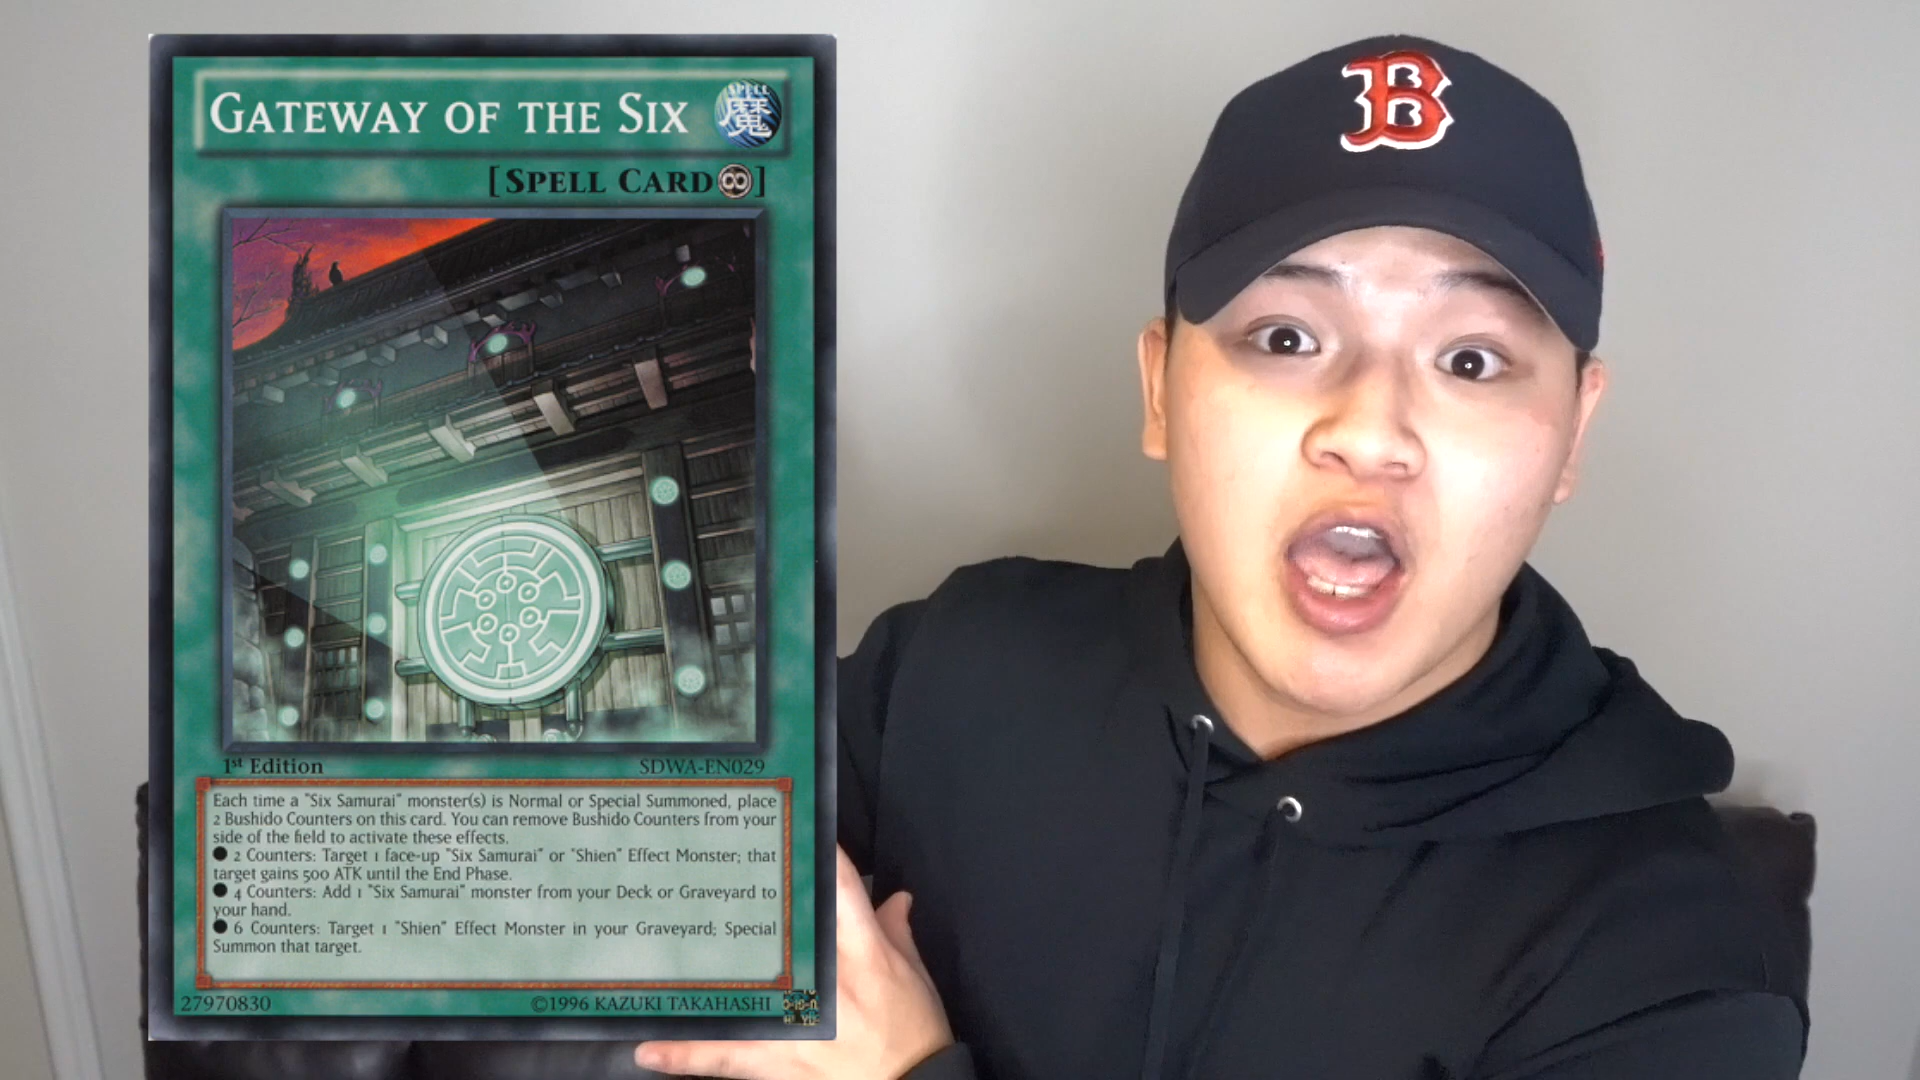 B
GATEWAY OF THE SIX
SPELL
魔
[SPELL CARD]
1st Edition
SDWA-EN029
Each time a "Six Samurai" monster(s) is Normal or Special Summoned, place
2 Bushido Counters on this card. You can remove Bushido Counters from your
side of the field to activate these effects.
● 2 Counters: Target 1 face-up "Six Samurai" or "Shien" Effect Monster; that
target gains 500 ATK until the End Phase.
● 4 Counters: Add 1 "Six Samurai" monster from your Deck or Graveyard to
your hand.
● 6 Counters: Target 1 "Shien" Effect Monster in your Graveyard; Special
Summon that target.
27970830
©1996 KAZUKI TAKAHASHI